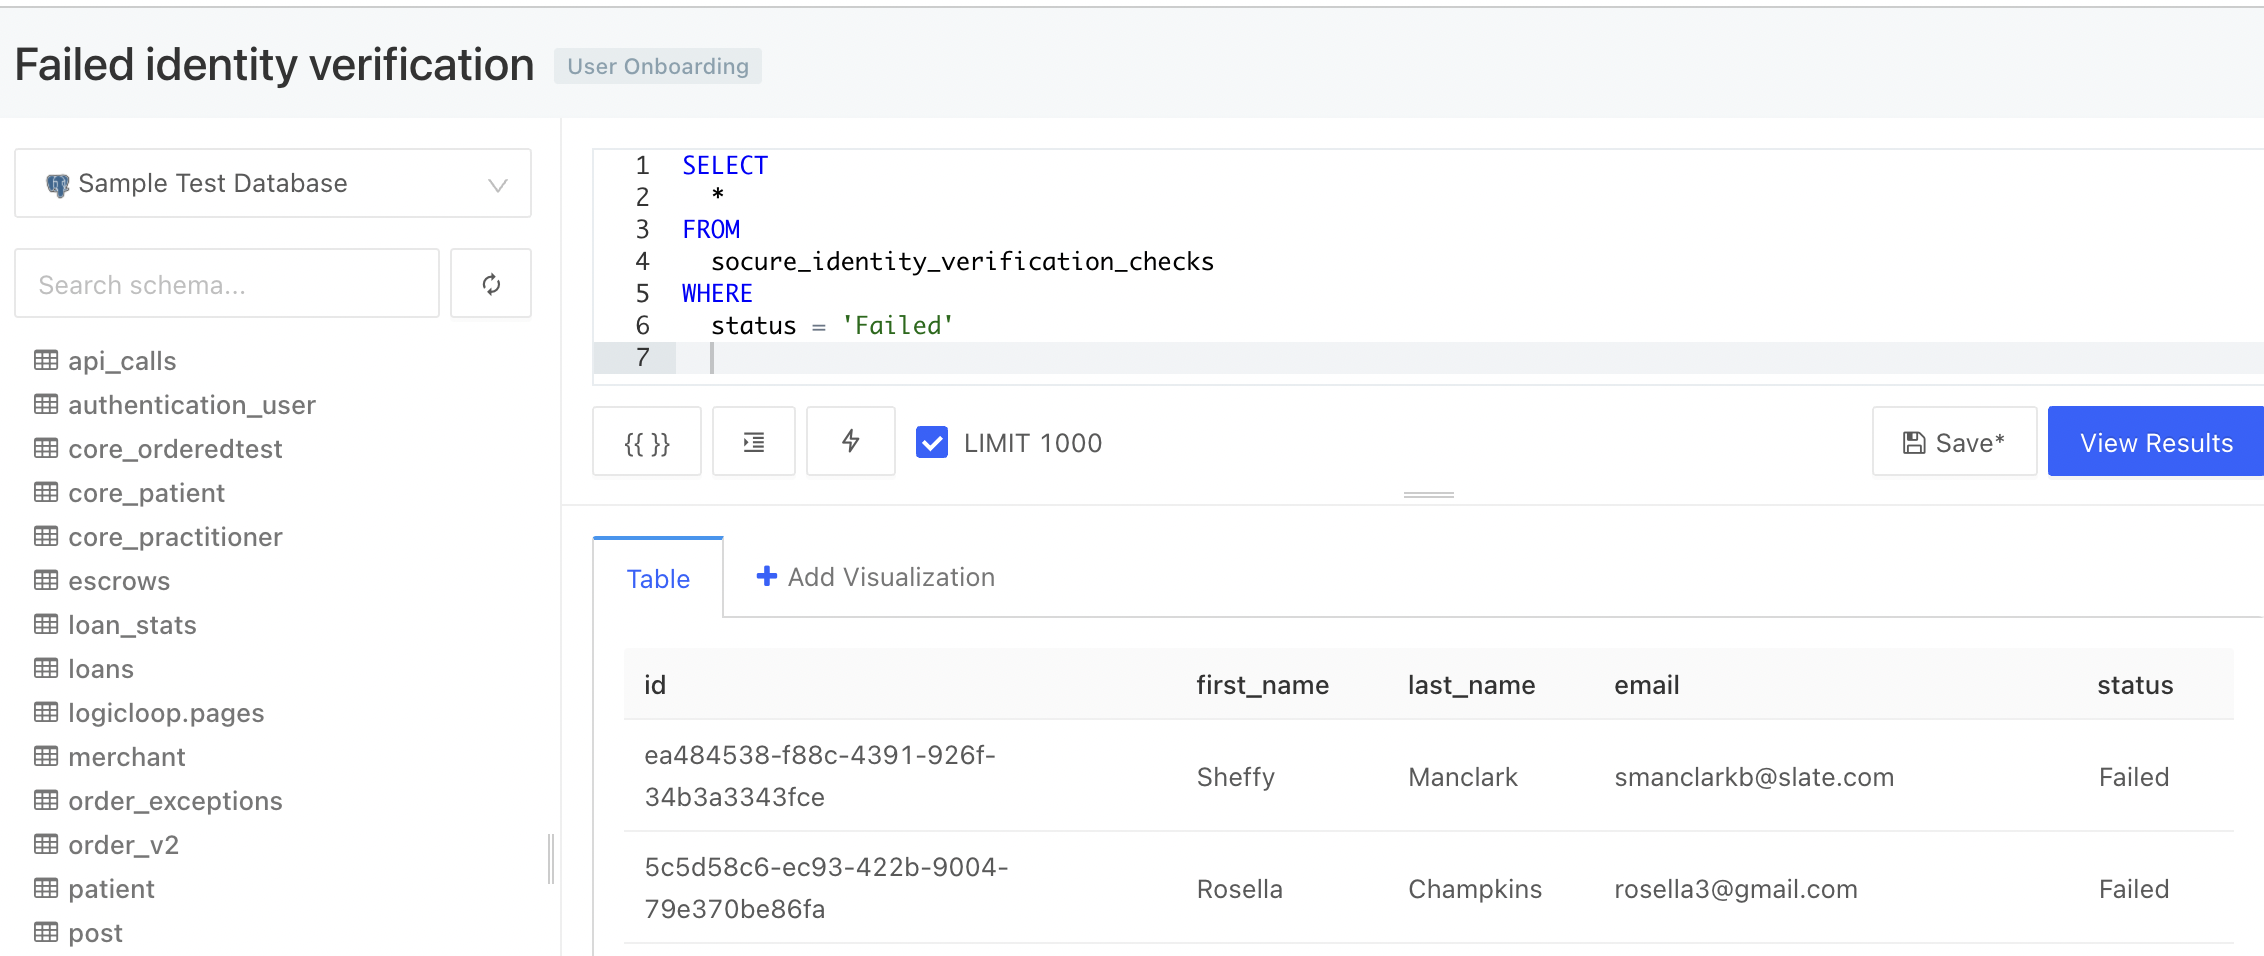 Failed identity verification
User Onboarding
Sample Test Database
Search schema...
api_calls
authentication_user
core_orderedtest
core_patient
core_practitioner
escrows
loan_stats
loans
logicloop.pages
merchant
order_exceptions
order_v2
patient
post
1 SELECT
2 *
3 FROM
4 socure_identity_verification_checks
5 WHERE
6 status = 'Failed'
7
{{ }}
LIMIT 1000
Save*
View Results
Table
Add Visualization
id first_name last_name email status
ea484538-f88c-4391-926f-
34b3a3343fce
Sheffy Manclark smanclarkb@slate.com Failed
5c5d58c6-ec93-422b-9004-
79e370be86fa
Rosella Champkins rosella3@gmail.com Failed